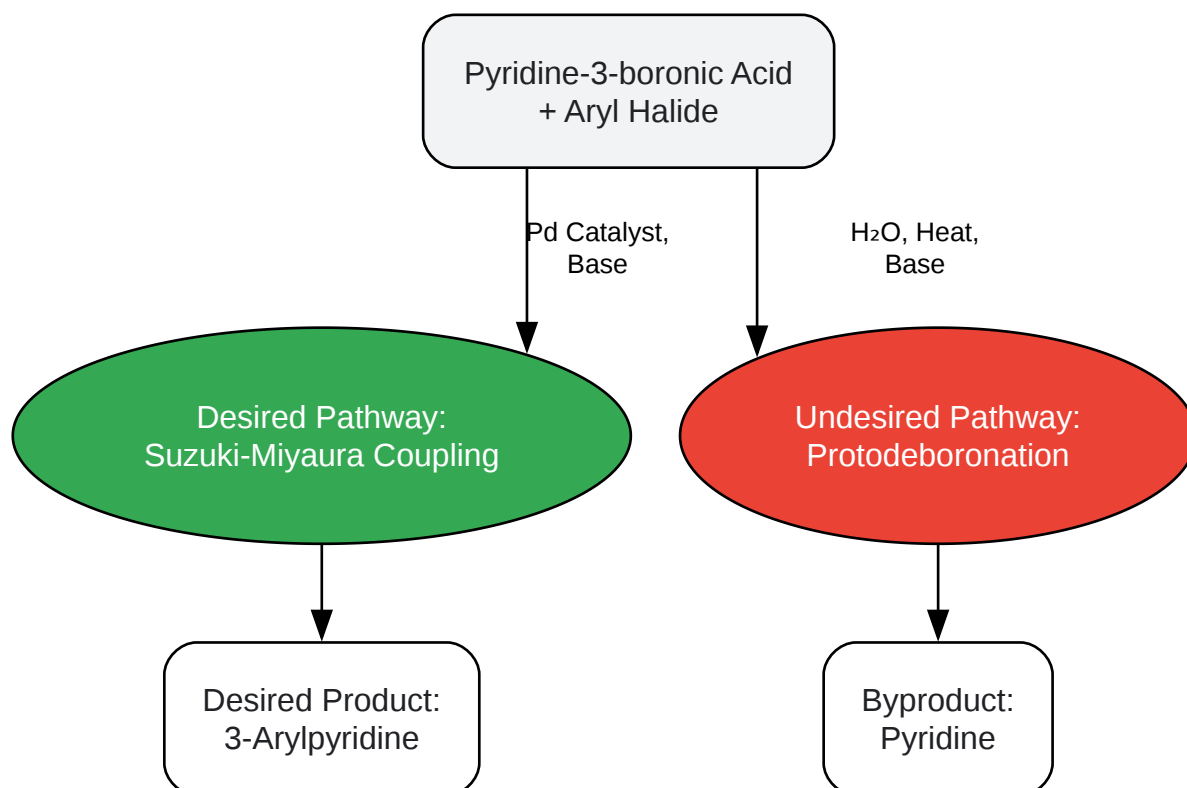 Pyridine-3-boronic Acid
+ Aryl Halide
Pd Catalyst,
Base
H₂O, Heat,
Base
Desired Pathway:
Suzuki-Miyaura Coupling
Undesired Pathway:
Protodeboronation
Desired Product:
3-Arylpyridine
Byproduct:
Pyridine